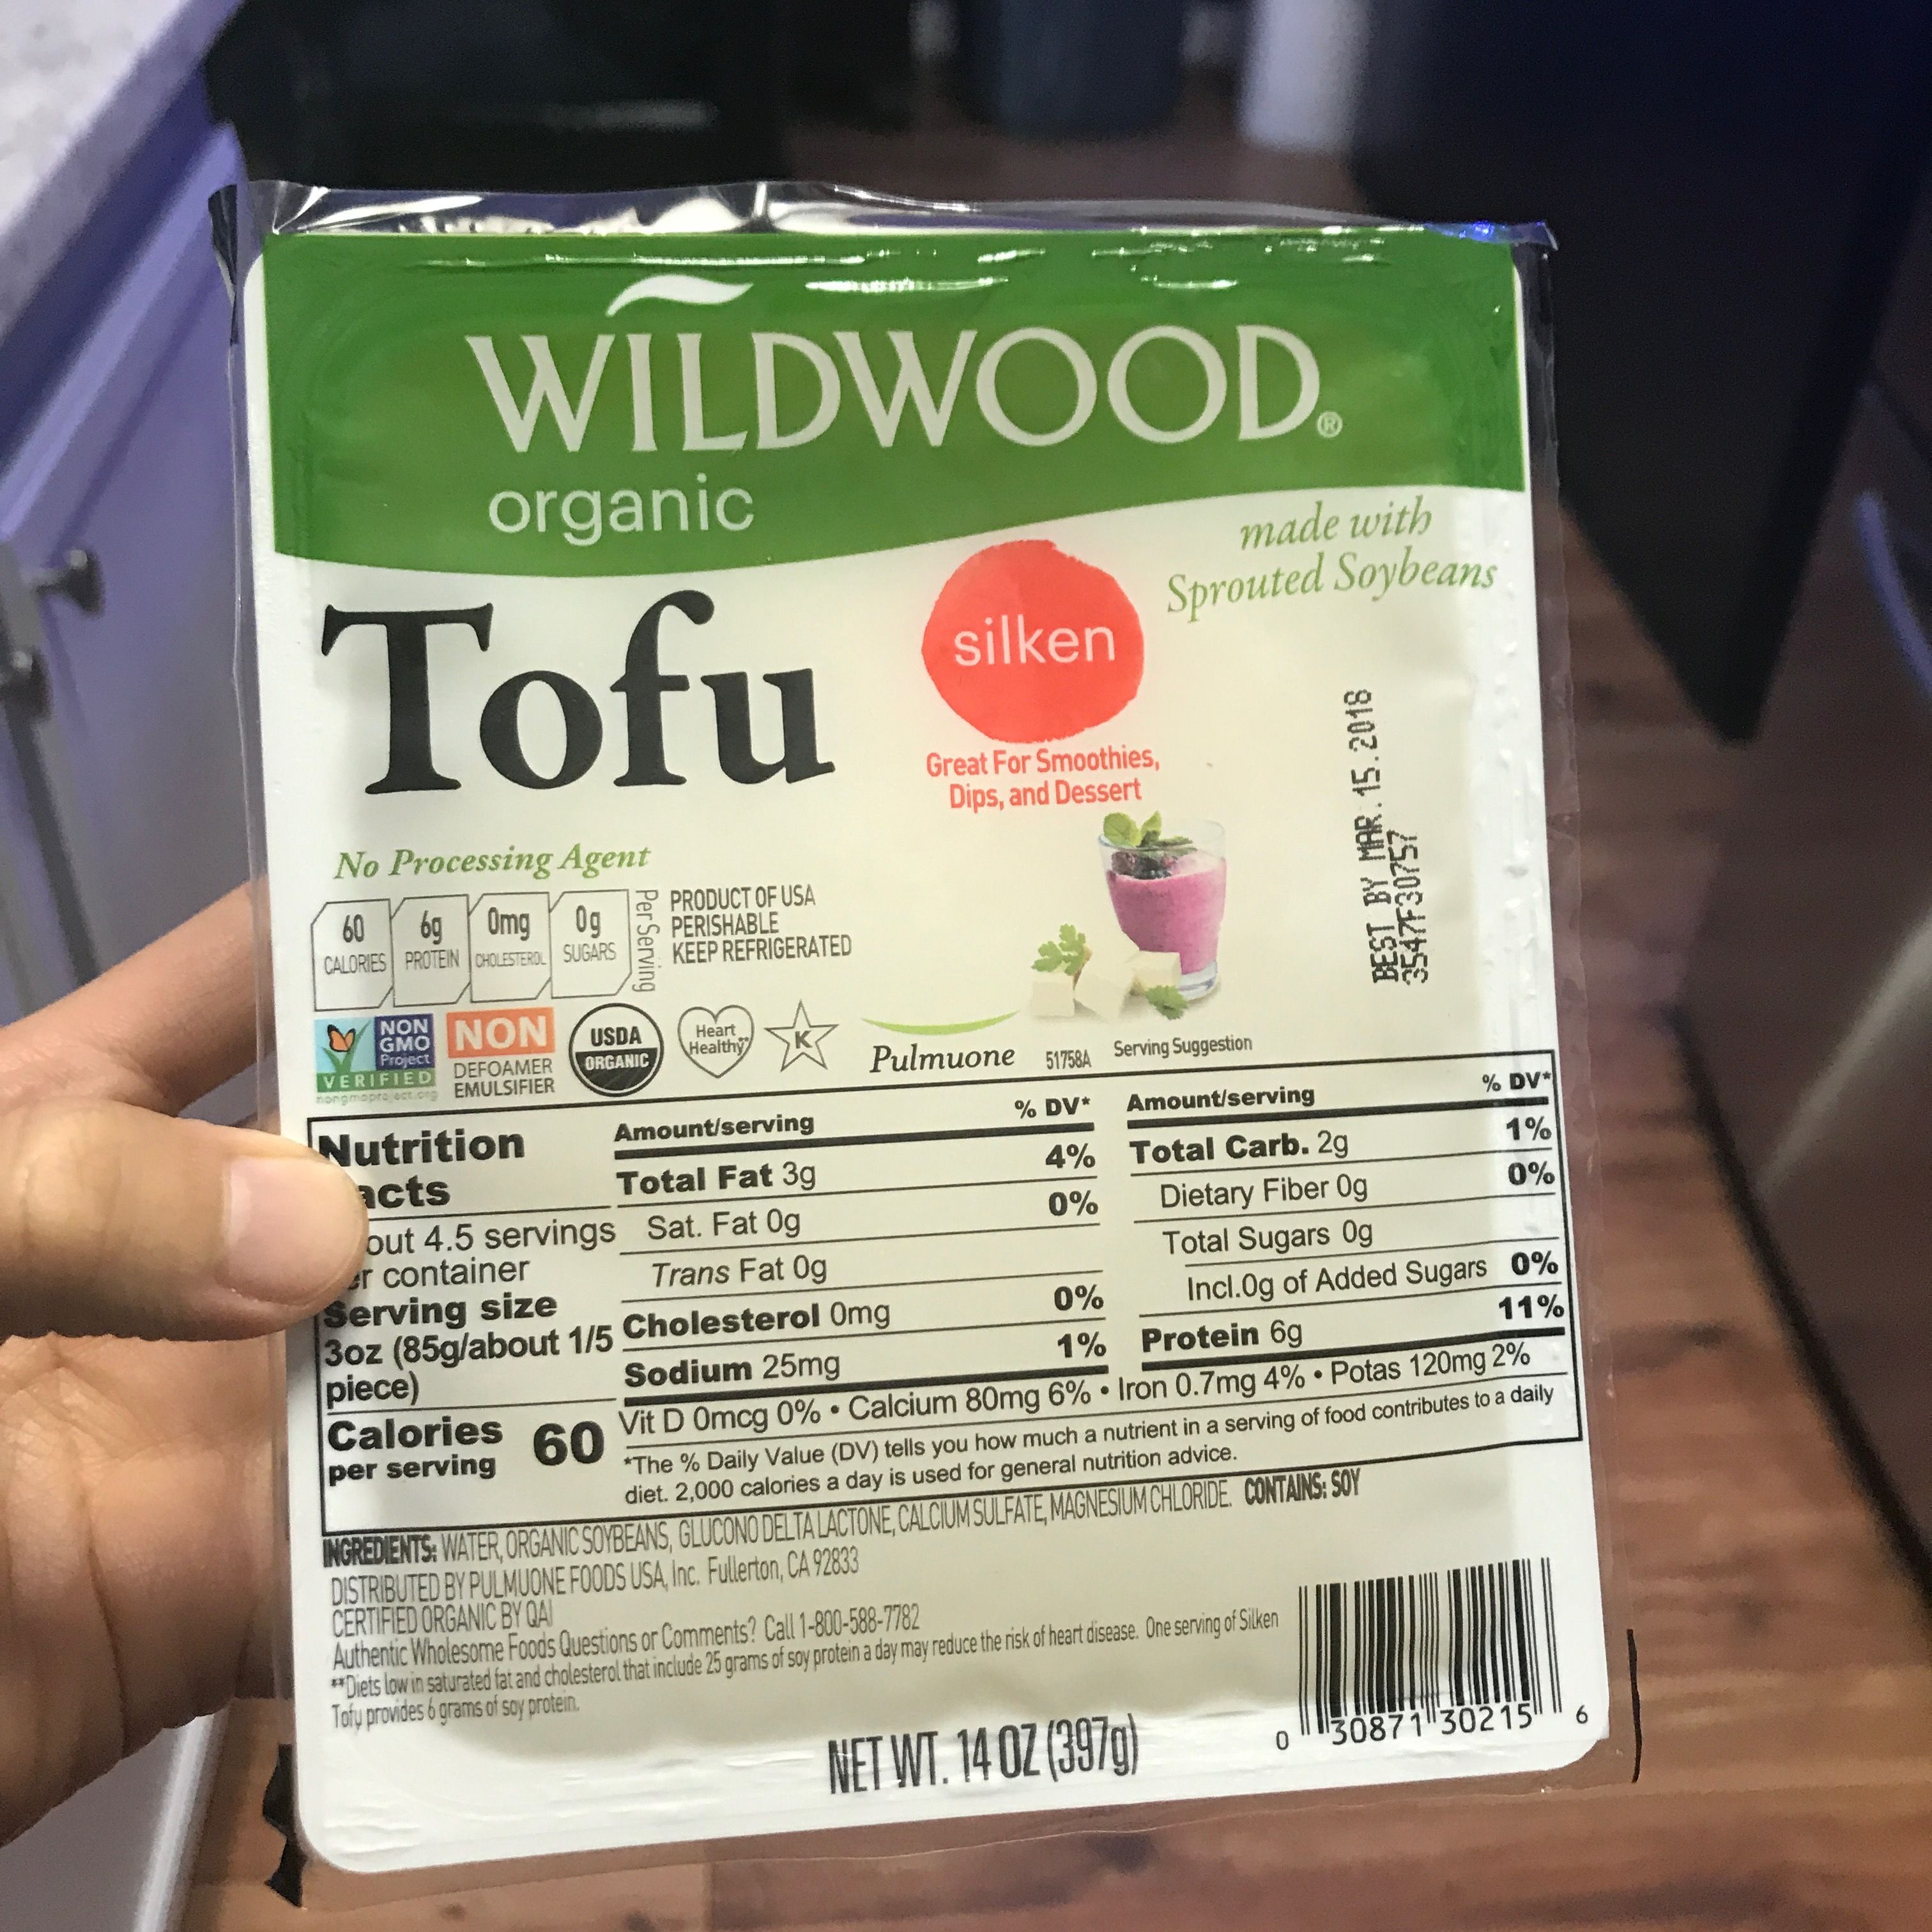 WILDWOOD®
organic
made with
Sprouted Soybeans
Tofu
silken
Great For Smoothies,
Dips, and Dessert
BEST BY MAR.15.2018
3547F30757
No Processing Agent
60
CALORIES
6g
PROTEIN
0mg
CHOLESTEROL
0g
SUGARS
Per Serving
PRODUCT OF USA
PERISHABLE
KEEP REFRIGERATED
NON
GMO
Project
VERIFIED
nongmoproject.org
NON
DEFOAMER
EMULSIFIER
USDA
ORGANIC
Heart
Healthy**
K
Pulmuone
51758A
Serving Suggestion
Nutrition
acts
out 4.5 servings
er container
Serving size
3oz (85g/about 1/5
piece)
Calories
per serving
60
Amount/serving % DV*
Total Fat 3g 4%
Sat. Fat 0g 0%
Trans Fat 0g
Cholesterol 0mg 0%
Sodium 25mg 1%
Amount/serving % DV*
Total Carb. 2g 1%
Dietary Fiber 0g 0%
Total Sugars 0g
Incl.0g of Added Sugars 0%
Protein 6g 11%
Vit D 0mcg 0% • Calcium 80mg 6% • Iron 0.7mg 4% • Potas 120mg 2%
*The % Daily Value (DV) tells you how much a nutrient in a serving of food contributes to a daily
diet. 2,000 calories a day is used for general nutrition advice.
INGREDIENTS: WATER, ORGANIC SOYBEANS, GLUCONO DELTA LACTONE, CALCIUM SULFATE, MAGNESIUM CHLORIDE. CONTAINS: SOY
DISTRIBUTED BY PULMUONE FOODS USA, Inc. Fullerton, CA 92833
CERTIFIED ORGANIC BY QAI
Authentic Wholesome Foods Questions or Comments? Call 1-800-588-7782
**Diets low in saturated fat and cholesterol that include 25 grams of soy protein a day may reduce the risk of heart disease. One serving of Silken
Tofu provides 6 grams of soy protein.
NET WT. 14 OZ (397g)
0 30871 30215 6